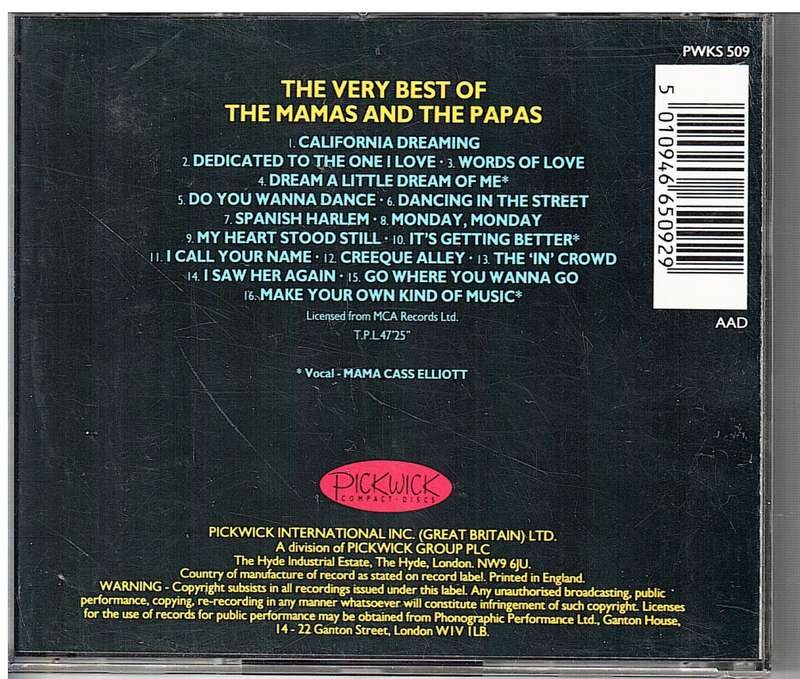 PWKS 509
THE VERY BEST OF
THE MAMAS AND THE PAPAS
1. CALIFORNIA DREAMING
2. DEDICATED TO THE ONE I LOVE · 3. WORDS OF LOVE
4. DREAM A LITTLE DREAM OF ME*
5. DO YOU WANNA DANCE · 6. DANCING IN THE STREET
7. SPANISH HARLEM · 8. MONDAY, MONDAY
9. MY HEART STOOD STILL · 10. IT'S GETTING BETTER*
11. I CALL YOUR NAME · 12. CREEQUE ALLEY · 13. THE 'IN' CROWD
14. I SAW HER AGAIN · 15. GO WHERE YOU WANNA GO
16. MAKE YOUR OWN KIND OF MUSIC*
Licensed from MCA Records Ltd.
T.P.L.47'25"
* Vocal - MAMA CASS ELLIOTT
5 010946 650929
AAD
PICKWICK
COMPACT·DISCS
PICKWICK INTERNATIONAL INC. (GREAT BRITAIN) LTD.
A division of PICKWICK GROUP PLC
The Hyde Industrial Estate, The Hyde, London. NW9 6JU.
Country of manufacture of record as stated on record label. Printed in England.
WARNING - Copyright subsists in all recordings issued under this label. Any unauthorised broadcasting, public
performance, copying, re-recording in any manner whatsoever will constitute infringement of such copyright. Licenses
for the use of records for public performance may be obtained from Phonographic Performance Ltd., Ganton House,
14 - 22 Ganton Street, London W1V 1LB.